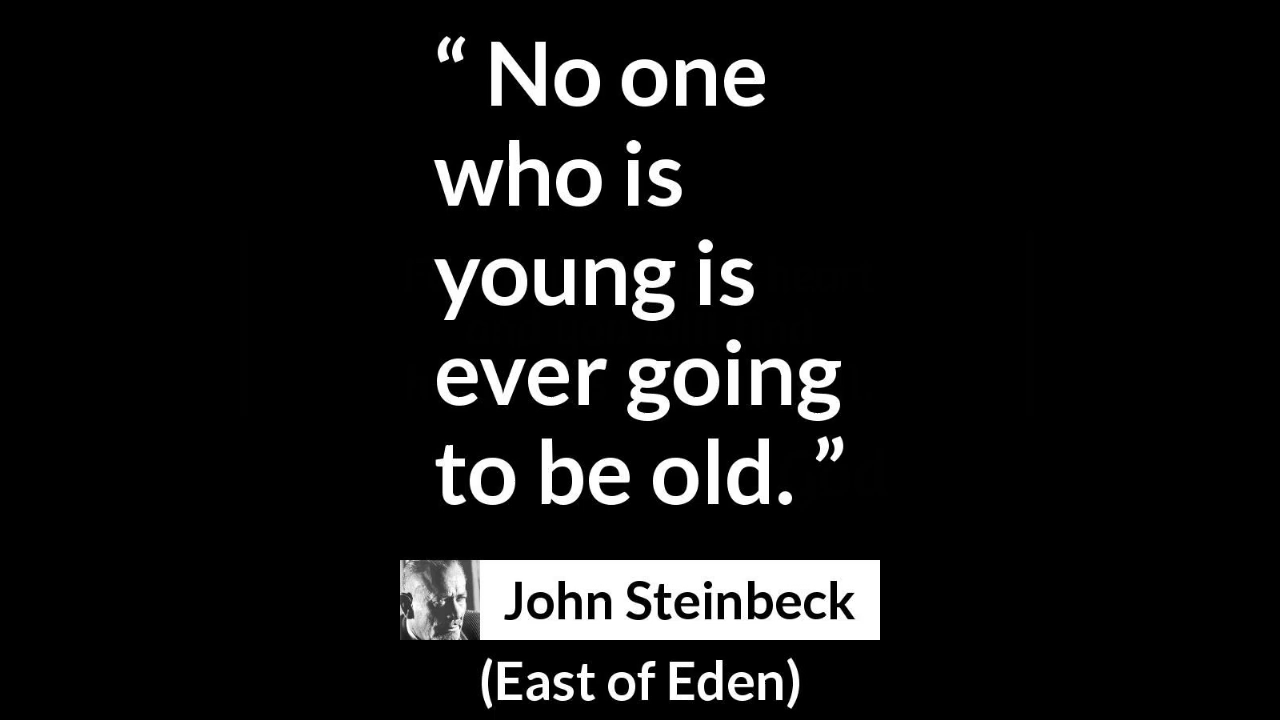 “ No one
who is
young is
ever going
to be old. ”
John Steinbeck
(East of Eden)